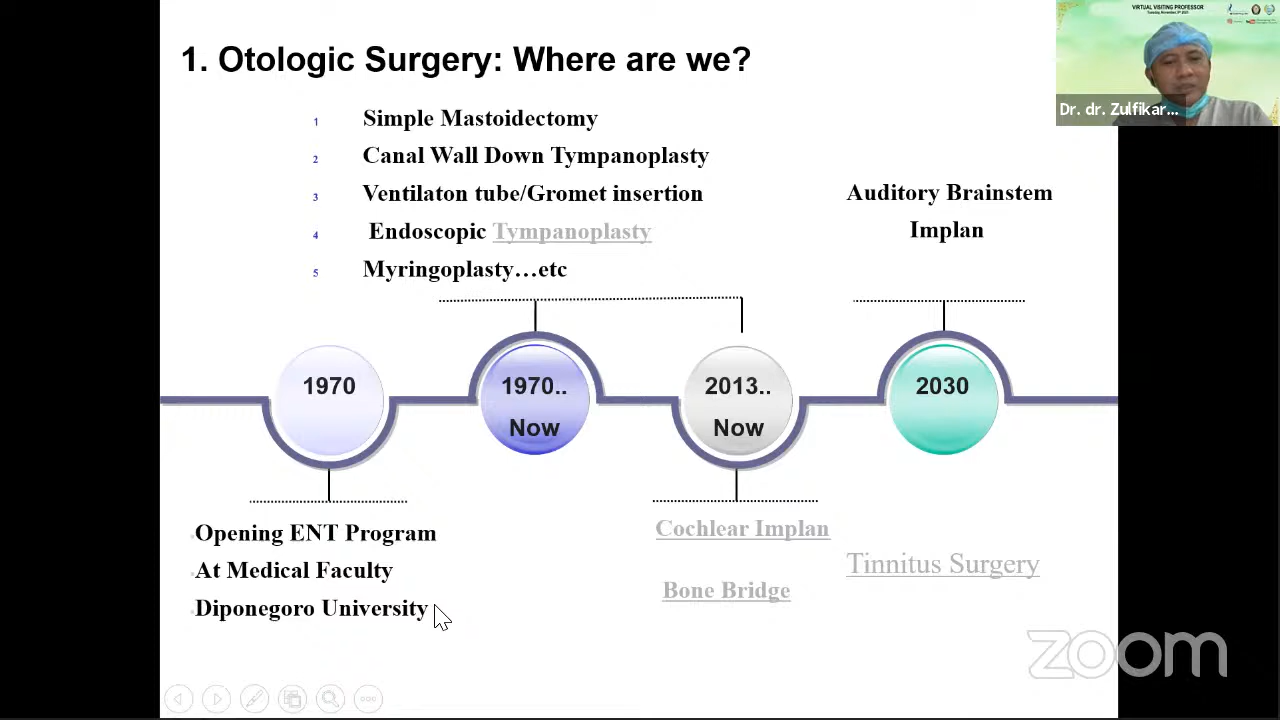 VIRTUAL VISITING PROFESSOR
1. Otologic Surgery: Where are we?
Dr. dr. Zulfikar...
1 Simple Mastoidectomy
2 Canal Wall Down Tympanoplasty
3 Ventilaton tube/Gromet insertion
4 Endoscopic Tympanoplasty
5 Myringoplasty…etc
Auditory Brainstem
Implan
1970
1970..
Now
2013..
Now
2030
Opening ENT Program
At Medical Faculty
Diponegoro University
Cochlear Implan
Bone Bridge
Tinnitus Surgery
zoom